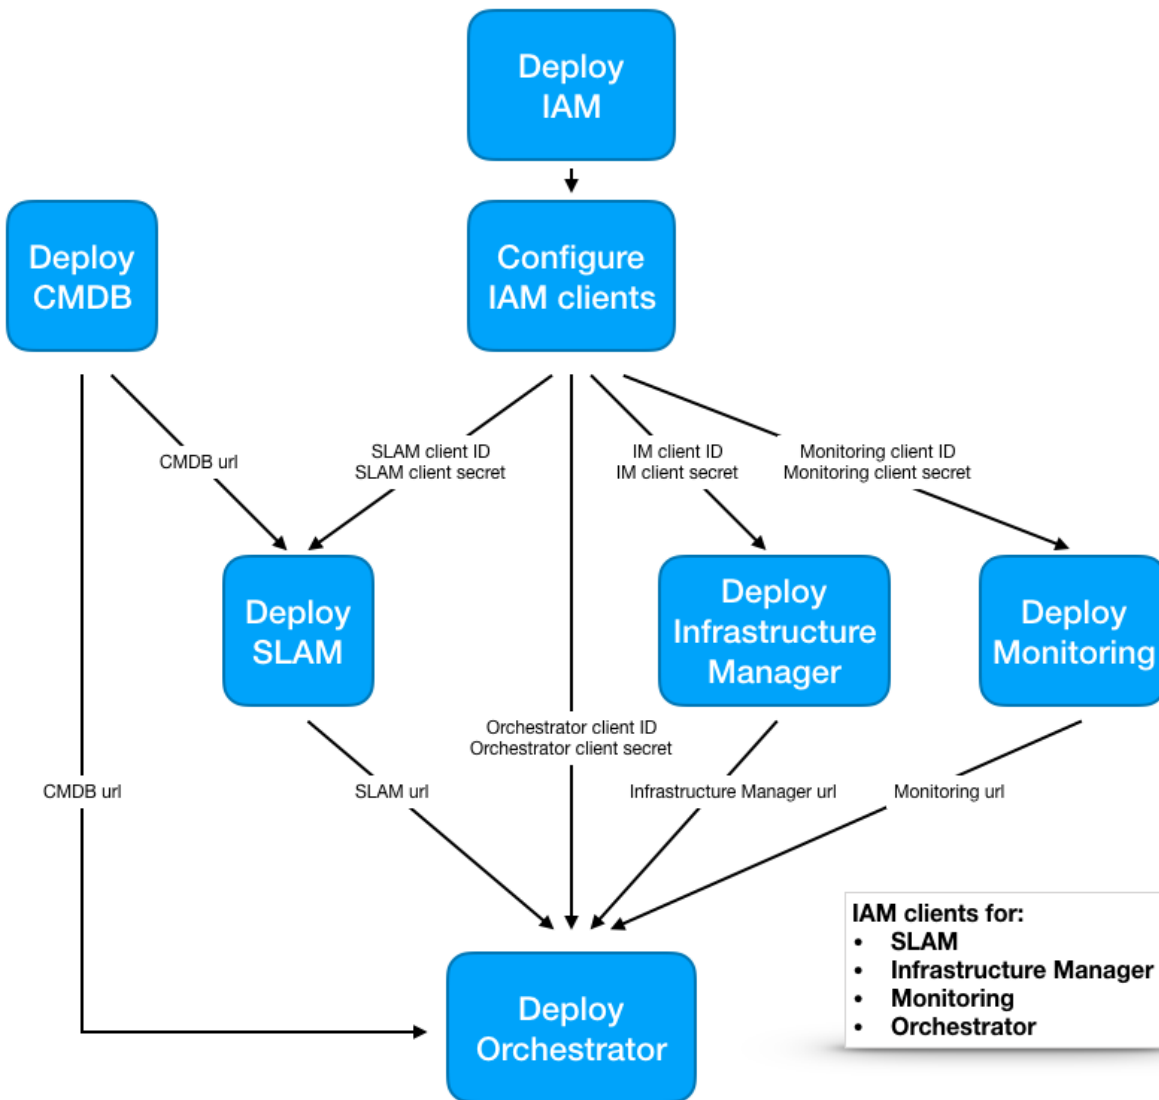 Deploy
IAM
Deploy
CMDB
Configure
IAM clients
CMDB url
SLAM client ID
SLAM client secret
IM client ID
IM client secret
Monitoring client ID
Monitoring client secret
Deploy
SLAM
Deploy
Infrastructure
Manager
Deploy
Monitoring
Orchestrator client ID
Orchestrator client secret
CMDB url
SLAM url
Infrastructure Manager url
Monitoring url
Deploy
Orchestrator
IAM clients for:
• SLAM
• Infrastructure Manager
• Monitoring
• Orchestrator